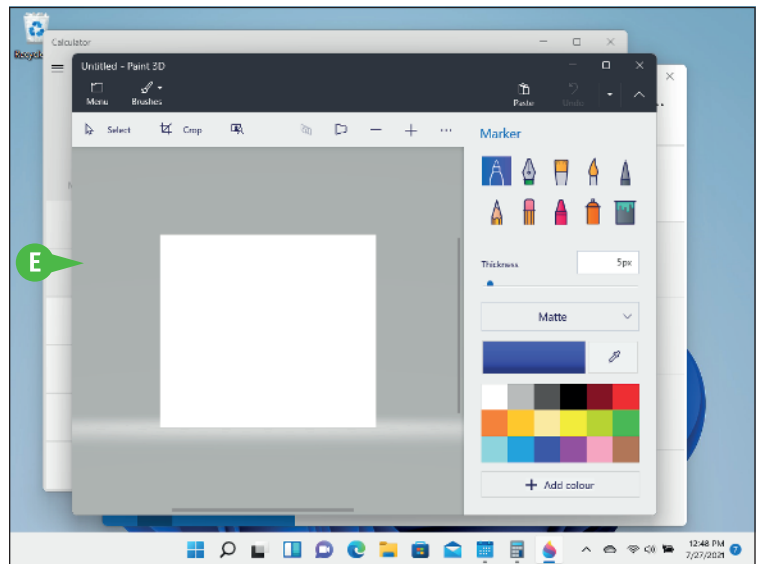 Calculator
Untitled - Paint 3D
Menu
Brushes
Paste
Undo
Select
Crop
Marker
E
Thickness
5px
Matte
+ Add colour
12:48 PM
7/27/2021